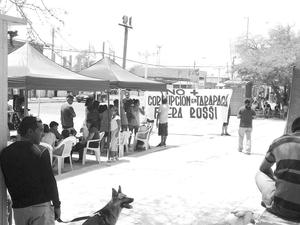 NO +
CORRUPCION EN TARAPACA
FUERA ROSSI